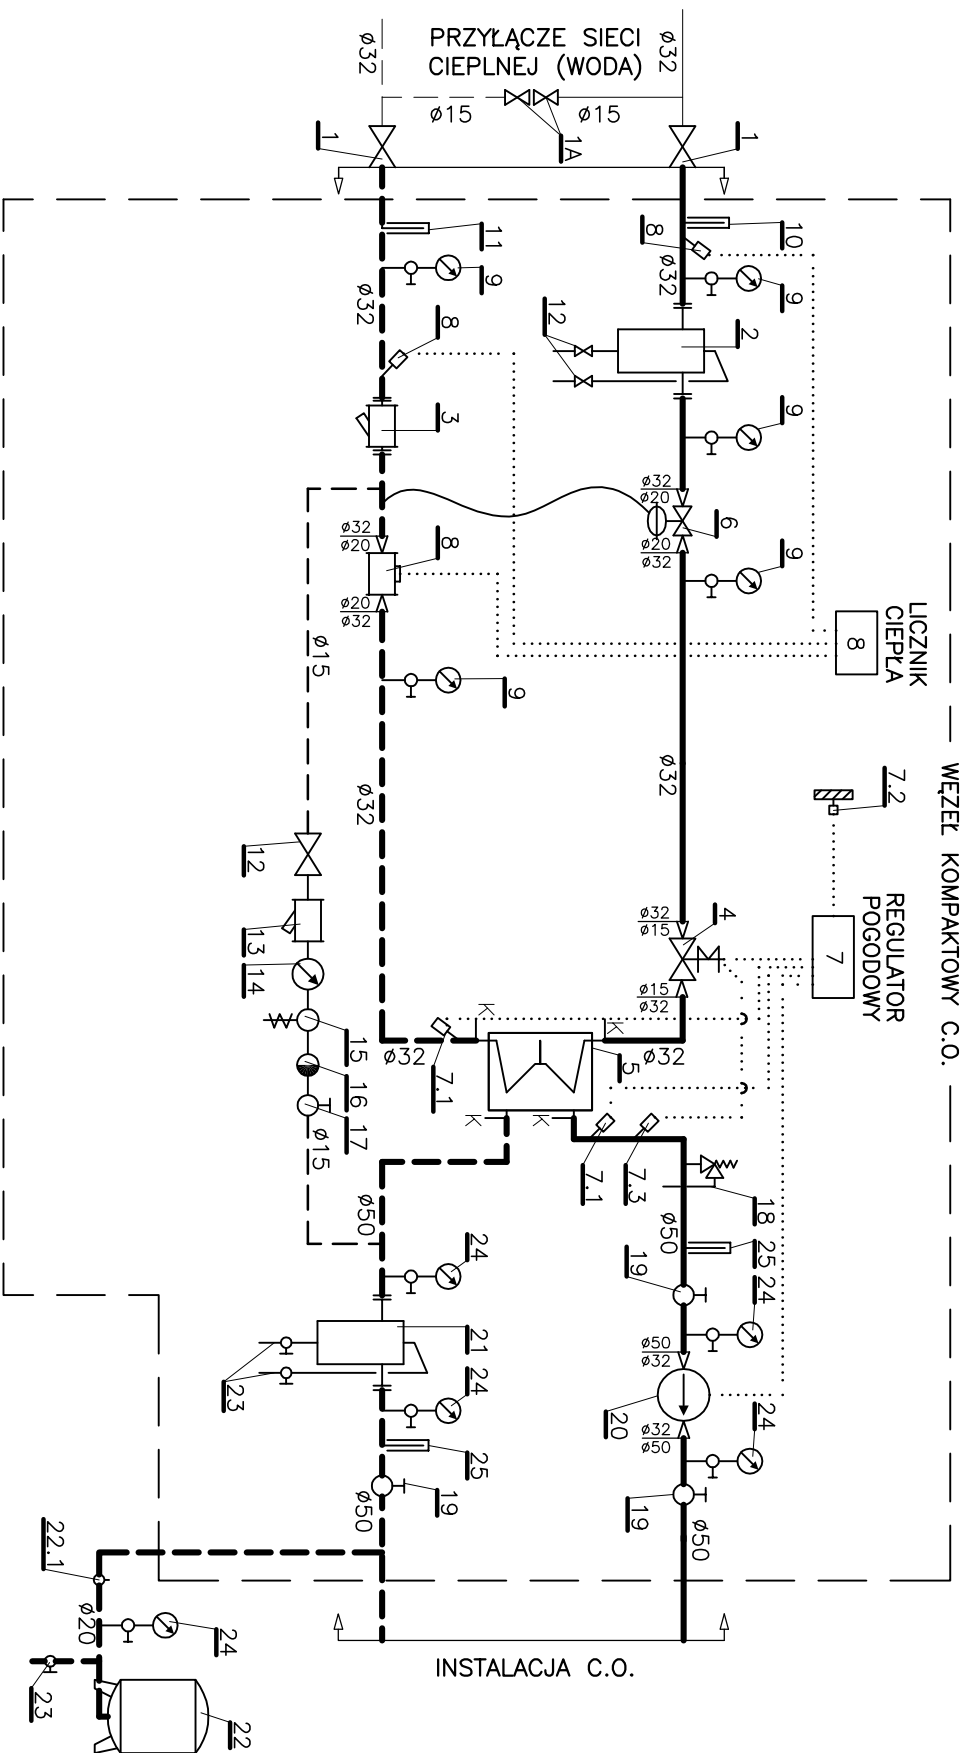 PRZYŁĄCZE SIECI
CIEPLNEJ (WODA)
ø32
ø32
ø15
ø15
1A
1
1
WĘZEŁ KOMPAKTOWY C.O.
LICZNIK
CIEPŁA
8
REGULATOR
POGODOWY
7
7.2
10
8
ø32
9
2
12
9
ø32
ø20
6
ø20
ø32
9
ø32
4
ø32
ø15
ø15
ø32
ø32
K
K
5
K
K
7.1
ø32
11
9
ø32
8
3
ø32
ø20
8
ø20
ø32
9
ø32
ø15
12
13
14
15
16
17
ø15
7.1
7.3
18
ø50
25
19
24
ø50
ø32
20
ø32
ø50
24
19
ø50
ø50
24
21
23
24
25
19
ø50
22.1
ø20
24
23
22
INSTALACJA C.O.